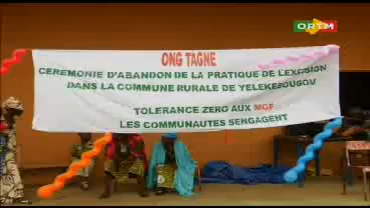 ORTM
ONG TAGNE
CEREMONIE D'ABANDON DE LA PRATIQUE DE L'EXCISION
DANS LA COMMUNE RURALE DE YELEKEBOUGOU
TOLERANCE ZERO AUX MGF
LES COMMUNAUTES SENGAGENT